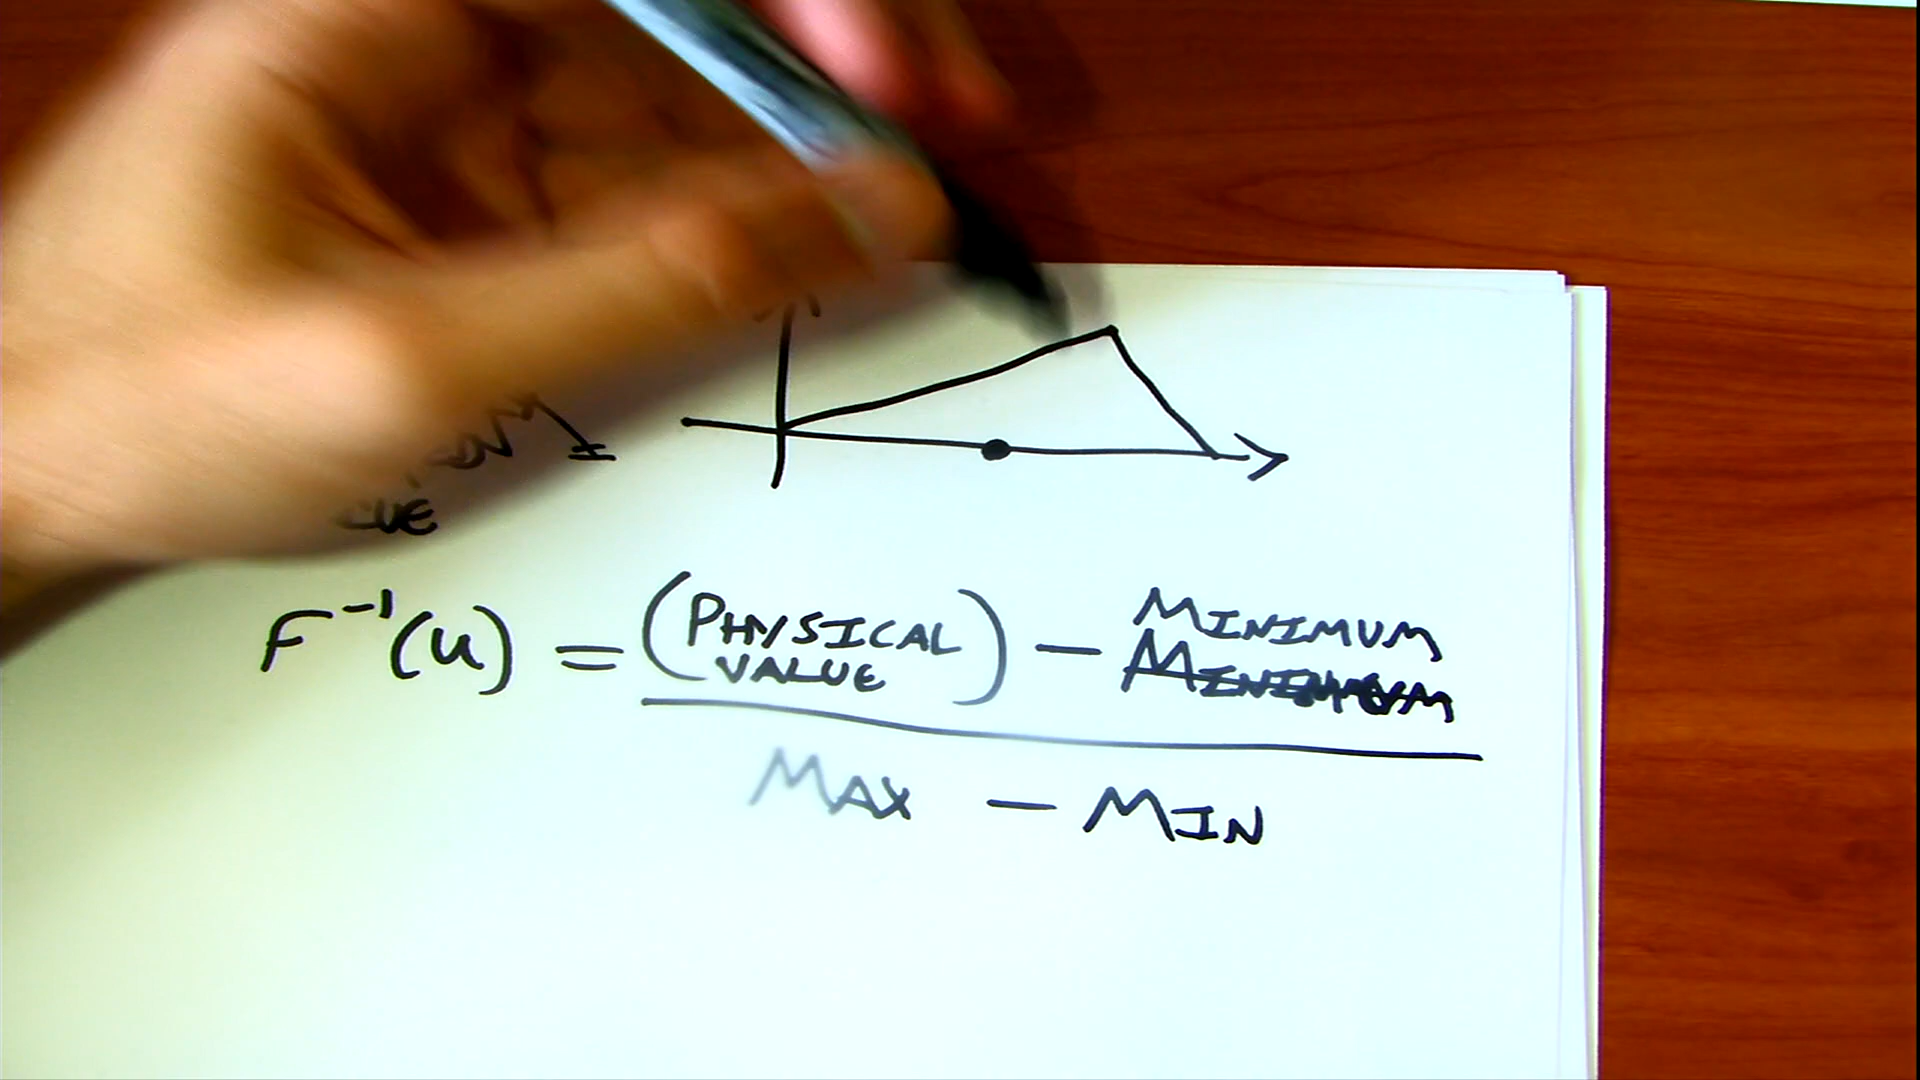 F⁻¹(u) = (PHYSICAL VALUE) - MINIMUM
MAX - MIN